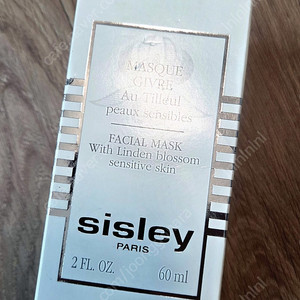 MASQUE
GIVRE
Au Tilleul
peaux sensibles
FACIAL MASK
With Linden blossom
sensitive skin
sisley
PARIS
2 FL. OZ. 60 ml